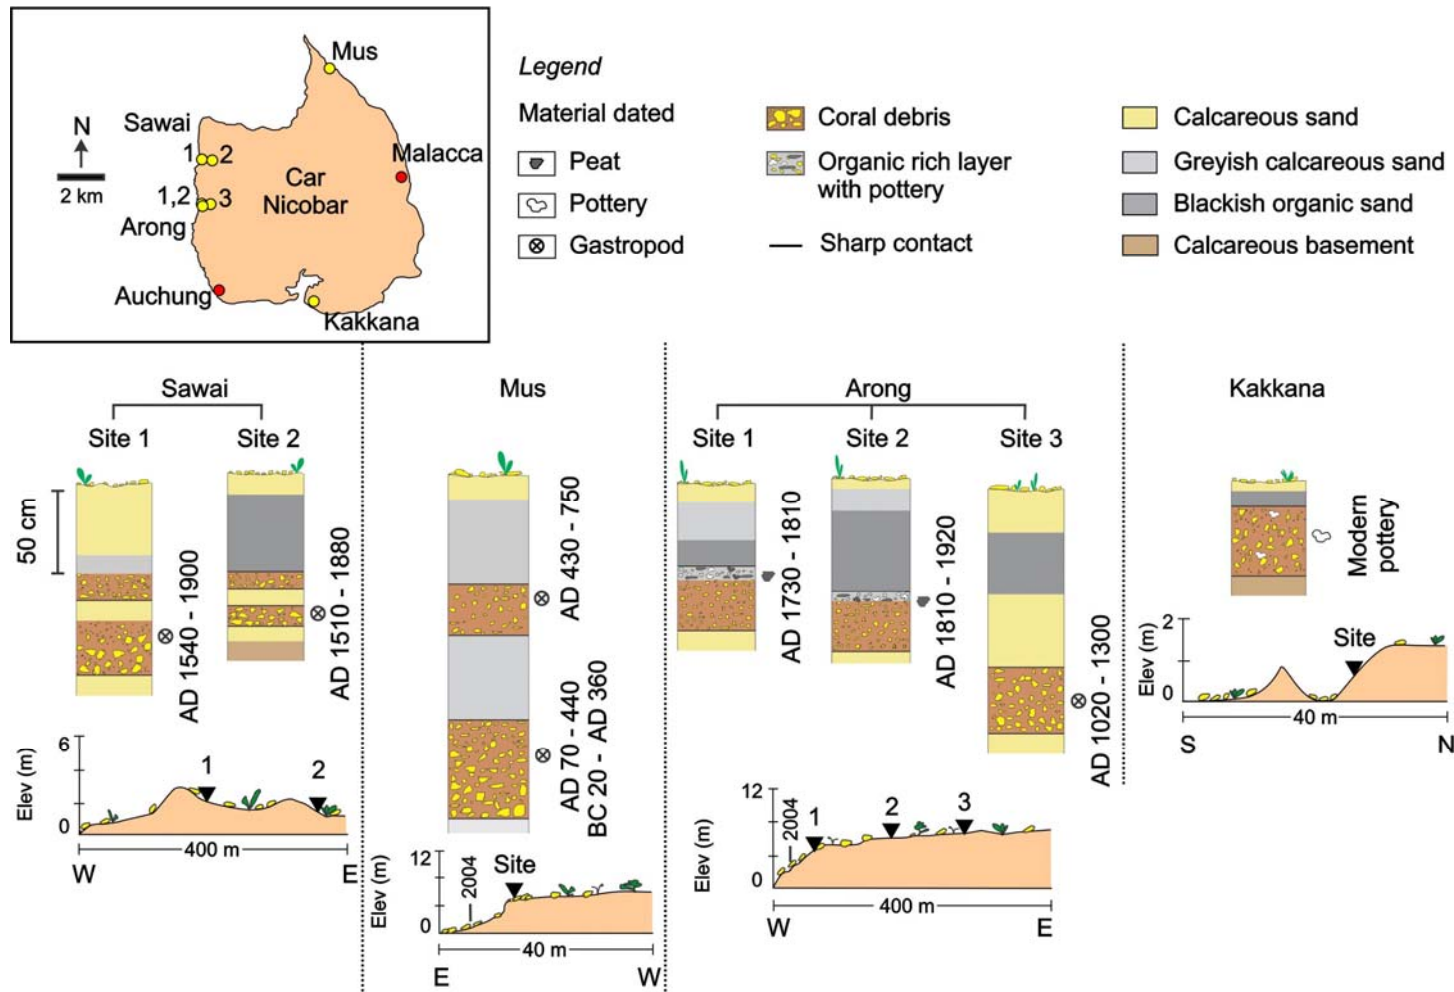 Mus
N
Sawai
1
2
Malacca
2 km
Car
Nicobar
1,2
3
Arong
Auchung
Kakkana
Legend
Material dated
Peat
Pottery
Gastropod
Coral debris
Organic rich layer
with pottery
Sharp contact
Calcareous sand
Greyish calcareous sand
Blackish organic sand
Calcareous basement
Sawai
Site 1
Site 2
50 cm
AD 1540 - 1900
AD 1510 - 1880
6
Elev (m)
0
1
2
400 m
W
E
Mus
AD 430 - 750
AD 70 - 440
BC 20 - AD 360
12
Elev (m)
0
2004
Site
40 m
E
W
Arong
Site 1
Site 2
Site 3
AD 1730 - 1810
AD 1810 - 1920
AD 1020 - 1300
12
Elev (m)
0
2004
1
2
3
400 m
W
E
Kakkana
Modern
pottery
2
Elev (m)
0
Site
40 m
S
N